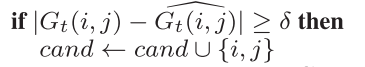 if |G_t(i, j) − \widehat{G_t(i, j)}| ≥ δ then
cand ← cand ∪ {i, j}